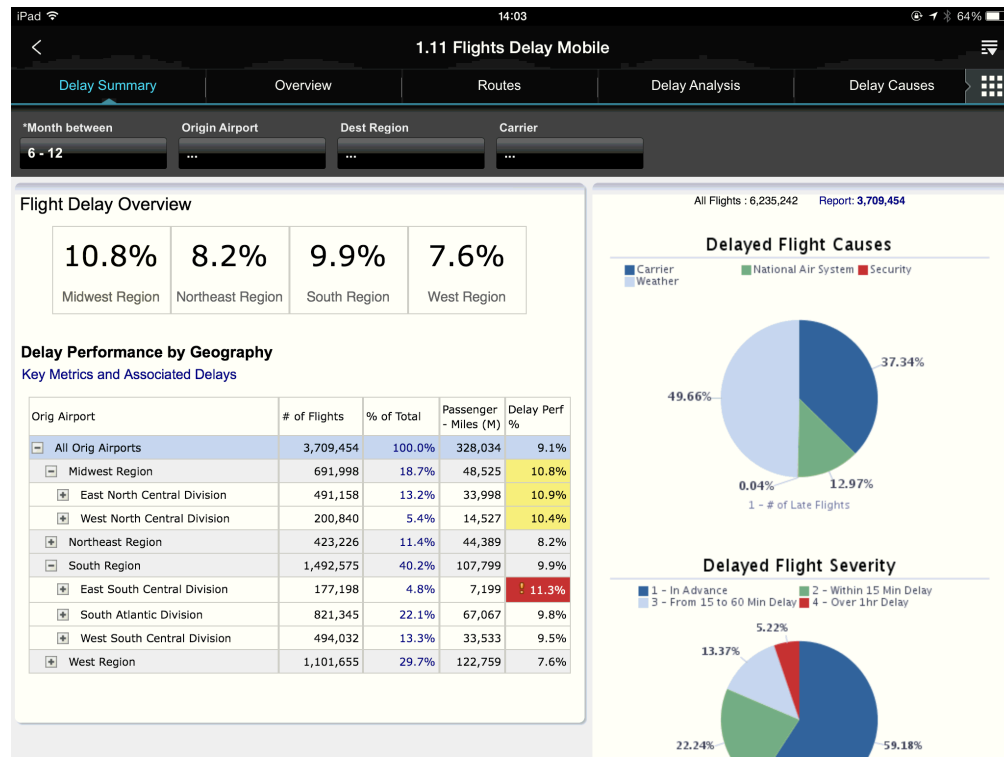 iPad 14:03 64%
1.11 Flights Delay Mobile
Delay Summary Overview Routes Delay Analysis Delay Causes
*Month between Origin Airport Dest Region Carrier
6 - 12 ... ... ...
Flight Delay Overview
10.8% 8.2% 9.9% 7.6%
Midwest Region Northeast Region South Region West Region
Delay Performance by Geography
Key Metrics and Associated Delays
Orig Airport # of Flights % of Total Passenger - Miles (M) Delay Perf %
All Orig Airports 3,709,454 100.0% 328,034 9.1%
Midwest Region 691,998 18.7% 48,525 10.8%
East North Central Division 491,158 13.2% 33,998 10.9%
West North Central Division 200,840 5.4% 14,527 10.4%
Northeast Region 423,226 11.4% 44,389 8.2%
South Region 1,492,575 40.2% 107,799 9.9%
East South Central Division 177,198 4.8% 7,199 ! 11.3%
South Atlantic Division 821,345 22.1% 67,067 9.8%
West South Central Division 494,032 13.3% 33,533 9.5%
West Region 1,101,655 29.7% 122,759 7.6%
All Flights : 6,235,242 Report: 3,709,454
Delayed Flight Causes
Carrier National Air System Security
Weather
37.34%
49.66%
0.04% 12.97%
1 - # of Late Flights
Delayed Flight Severity
1 - In Advance 2 - Within 15 Min Delay
3 - From 15 to 60 Min Delay 4 - Over 1hr Delay
5.22%
13.37%
22.24% 59.18%